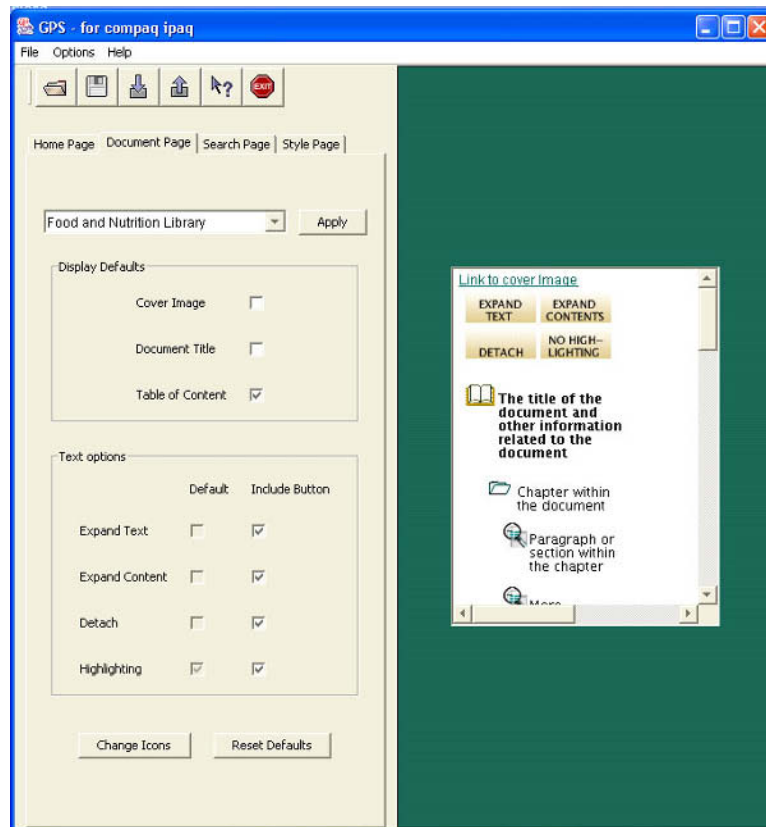 GPS - for compaq ipaq
File Options Help
EXIT
Home Page Document Page Search Page Style Page
Food and Nutrition Library Apply
Display Defaults
Cover Image
Document Title
Table of Content
Text options
Default Include Button
Expand Text
Expand Content
Detach
Highlighting
Change Icons Reset Defaults
Link to cover Image
EXPAND TEXT
EXPAND CONTENTS
DETACH
NO HIGH-
LIGHTING
The title of the
document and
other information
related to the
document
Chapter within
the document
Paragraph or
section within
the chapter
More